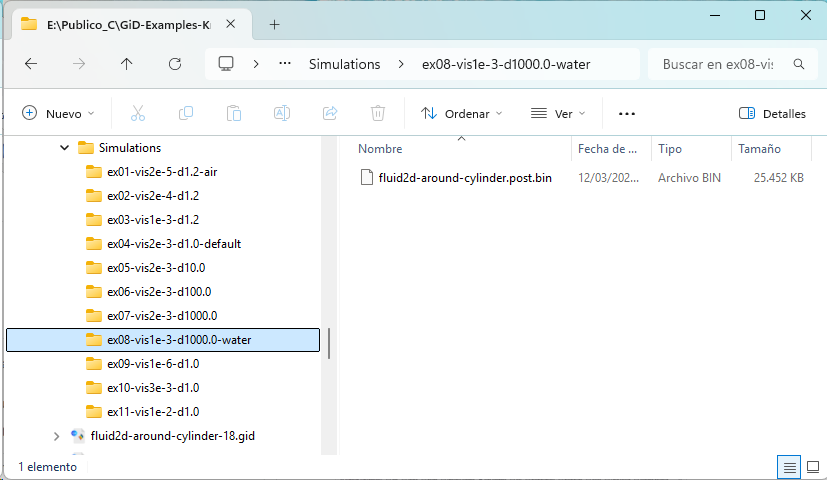 E:\Publico_C\GiD-Examples-K
Simulations
ex08-vis1e-3-d1000.0-water
Buscar en ex08-vis
Nuevo
Ordenar
Ver
Detalles
Simulations
ex01-vis2e-5-d1.2-air
ex02-vis2e-4-d1.2
ex03-vis1e-3-d1.2
ex04-vis2e-3-d1.0-default
ex05-vis2e-3-d10.0
ex06-vis2e-3-d100.0
ex07-vis2e-3-d1000.0
ex08-vis1e-3-d1000.0-water
ex09-vis1e-6-d1.0
ex10-vis3e-3-d1.0
ex11-vis1e-2-d1.0
fluid2d-around-cylinder-18.gid
Nombre Fecha de ... Tipo Tamaño
fluid2d-around-cylinder.post.bin 12/03/202... Archivo BIN 25.452 KB
1 elemento